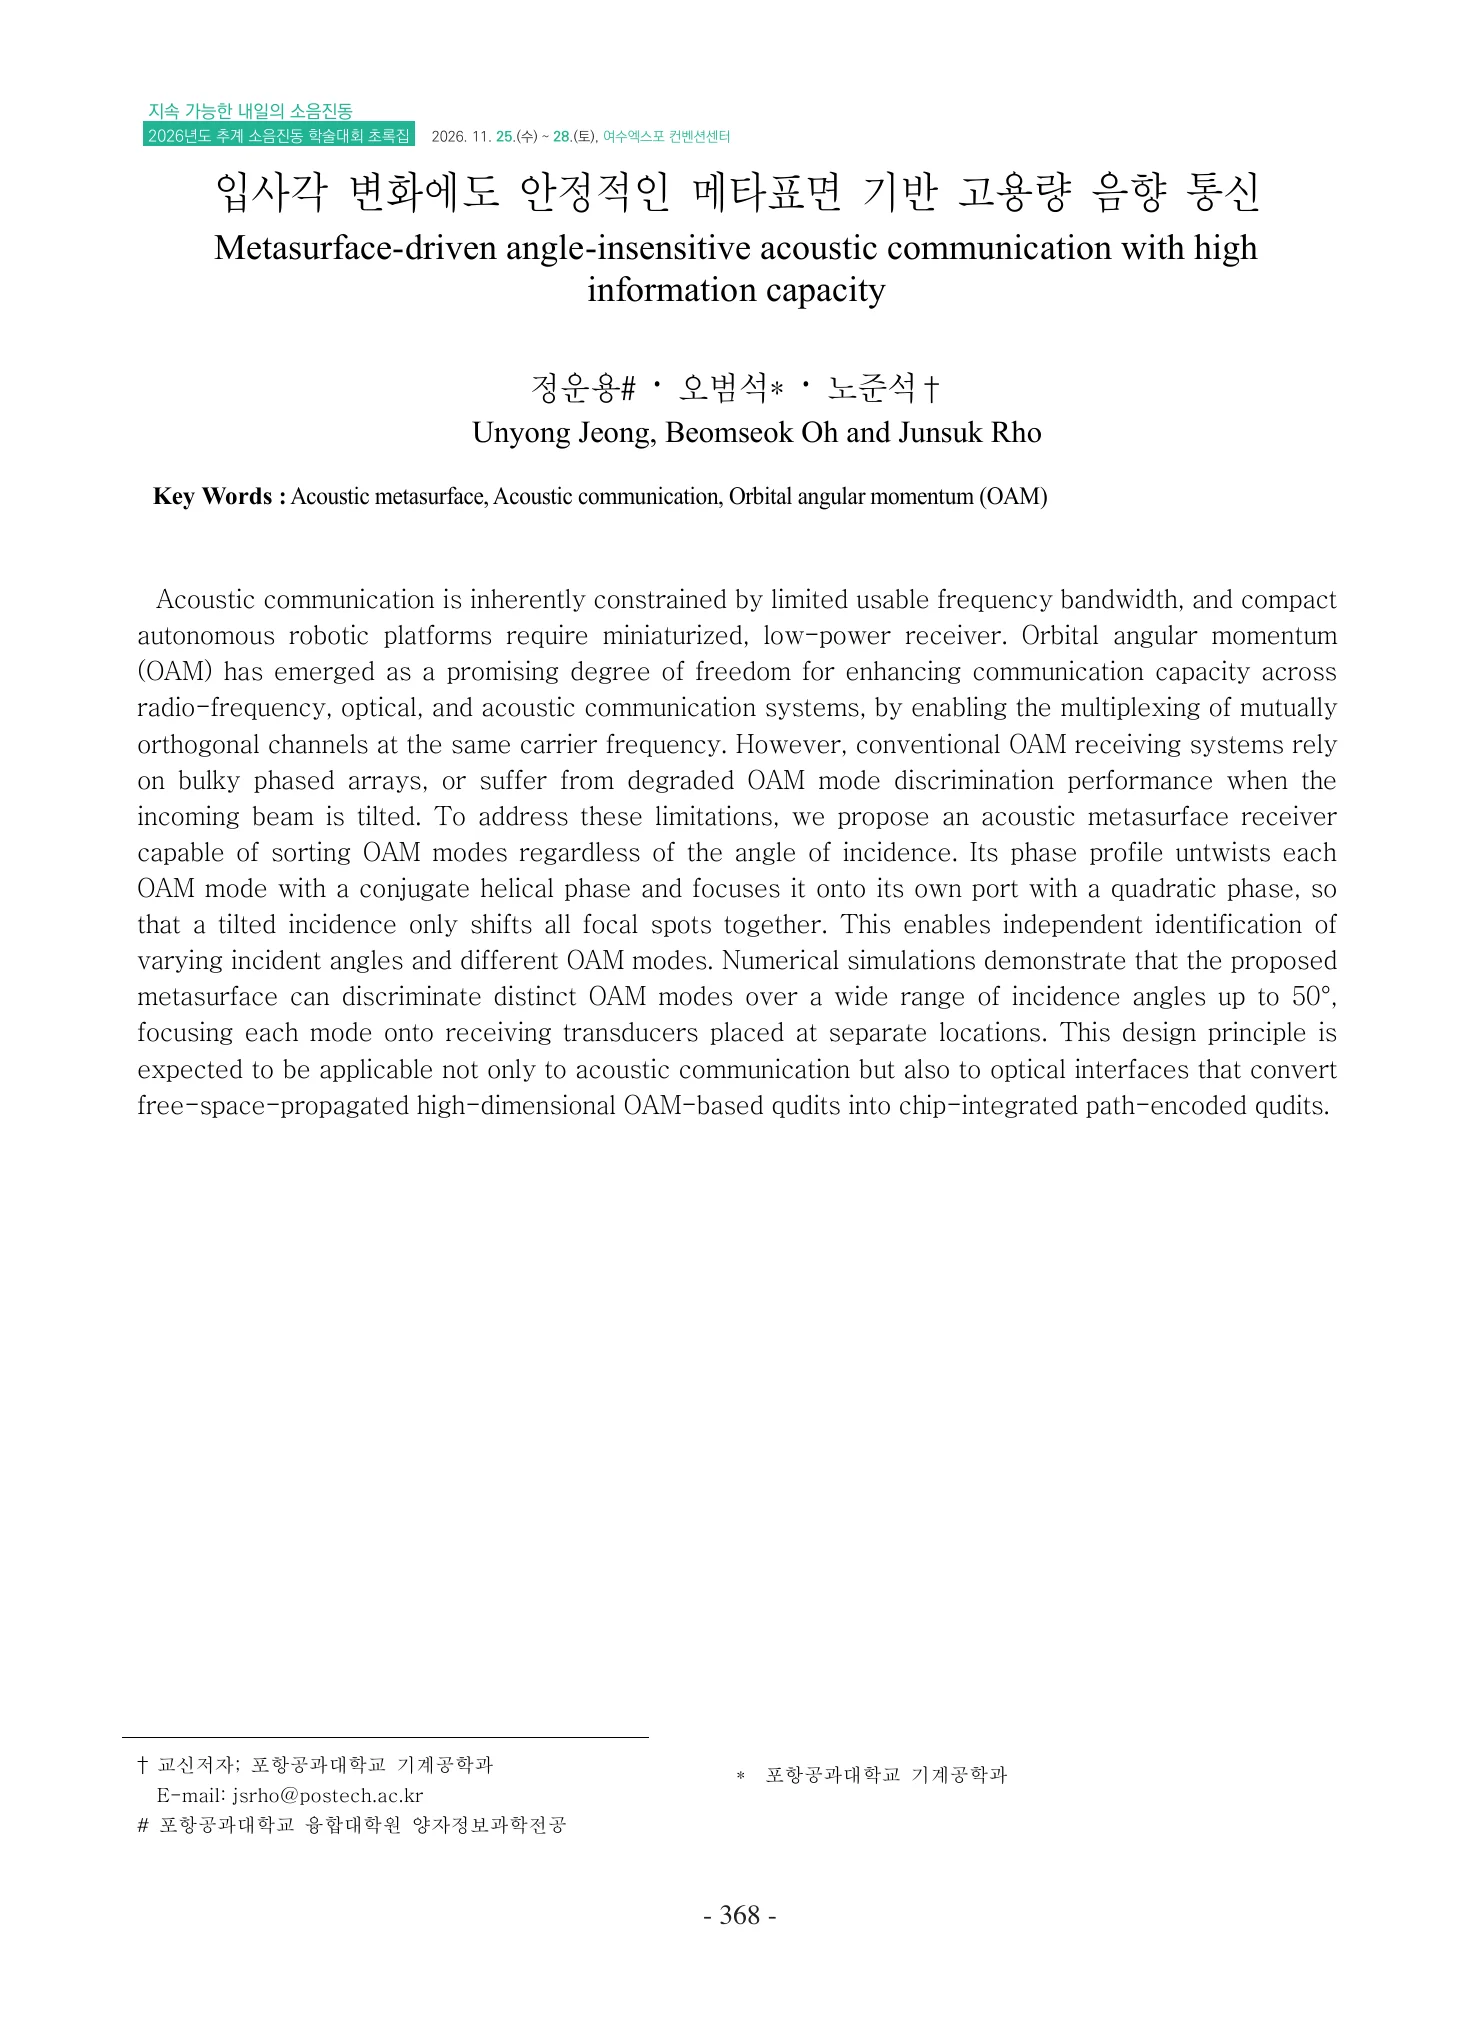 지속 가능한 내일의 소음진동
2026년도 추계 소음진동 학술대회 초록집 2026. 11. 25.(수) ~ 28.(토), 여수엑스포 컨벤션센터
입사각 변화에도 안정적인 메타표면 기반 고용량 음향 통신
Metasurface-driven angle-insensitive acoustic communication with high
information capacity
정운용# · 오범석* · 노준석†
Unyong Jeong, Beomseok Oh and Junsuk Rho
Key Words : Acoustic metasurface, Acoustic communication, Orbital angular momentum (OAM)
Acoustic communication is inherently constrained by limited usable frequency bandwidth, and compact
autonomous robotic platforms require miniaturized, low-power receiver. Orbital angular momentum
(OAM) has emerged as a promising degree of freedom for enhancing communication capacity across
radio-frequency, optical, and acoustic communication systems, by enabling the multiplexing of mutually
orthogonal channels at the same carrier frequency. However, conventional OAM receiving systems rely
on bulky phased arrays, or suffer from degraded OAM mode discrimination performance when the
incoming beam is tilted. To address these limitations, we propose an acoustic metasurface receiver
capable of sorting OAM modes regardless of the angle of incidence. Its phase profile untwists each
OAM mode with a conjugate helical phase and focuses it onto its own port with a quadratic phase, so
that a tilted incidence only shifts all focal spots together. This enables independent identification of
varying incident angles and different OAM modes. Numerical simulations demonstrate that the proposed
metasurface can discriminate distinct OAM modes over a wide range of incidence angles up to 50°,
focusing each mode onto receiving transducers placed at separate locations. This design principle is
expected to be applicable not only to acoustic communication but also to optical interfaces that convert
free-space-propagated high-dimensional OAM-based qudits into chip-integrated path-encoded qudits.
† 교신저자; 포항공과대학교 기계공학과
E-mail: jsrho@postech.ac.kr
# 포항공과대학교 융합대학원 양자정보과학전공
* 포항공과대학교 기계공학과
- 368 -